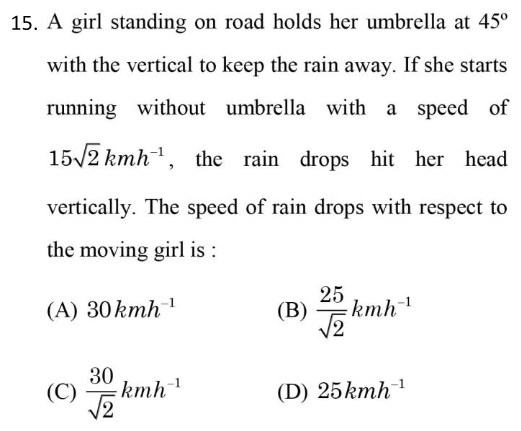 15. A girl standing on road holds her umbrella at 45°
with the vertical to keep the rain away. If she starts
running without umbrella with a speed of
15√2 kmh⁻¹, the rain drops hit her head
vertically. The speed of rain drops with respect to
the moving girl is :
(A) 30 kmh⁻¹ (B) 25/√2 kmh⁻¹
(C) 30/√2 kmh⁻¹ (D) 25 kmh⁻¹